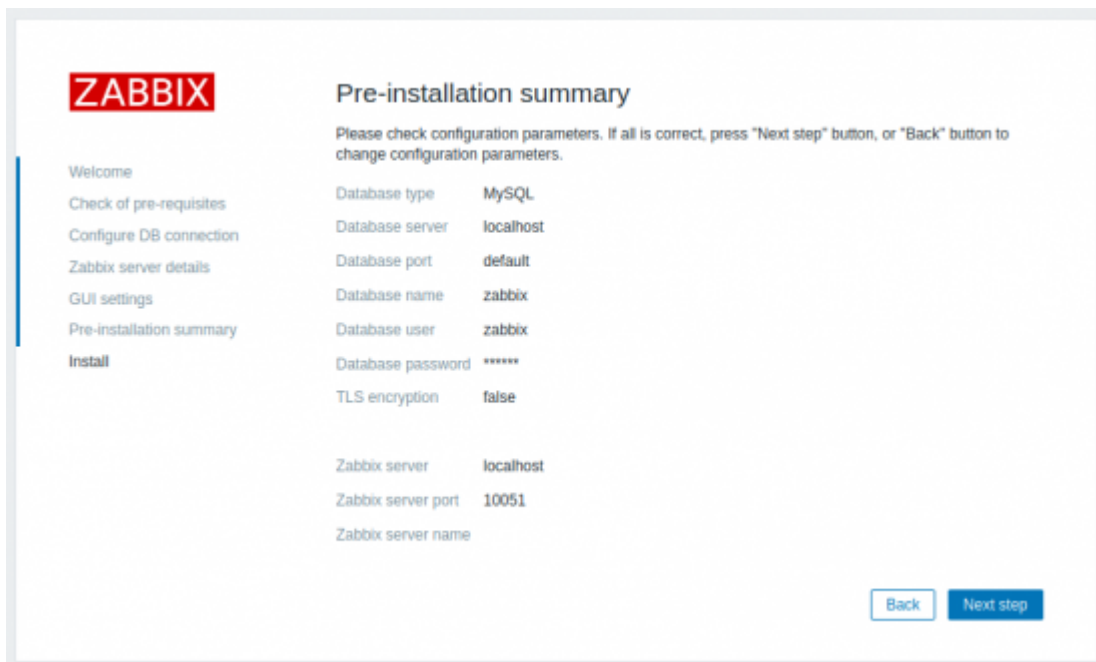 ZABBIX
Welcome
Check of pre-requisites
Configure DB connection
Zabbix server details
GUI settings
Pre-installation summary
Install
Pre-installation summary
Please check configuration parameters. If all is correct, press "Next step" button, or "Back" button to
change configuration parameters.
Database type MySQL
Database server localhost
Database port default
Database name zabbix
Database user zabbix
Database password ******
TLS encryption false
Zabbix server localhost
Zabbix server port 10051
Zabbix server name
Back Next step